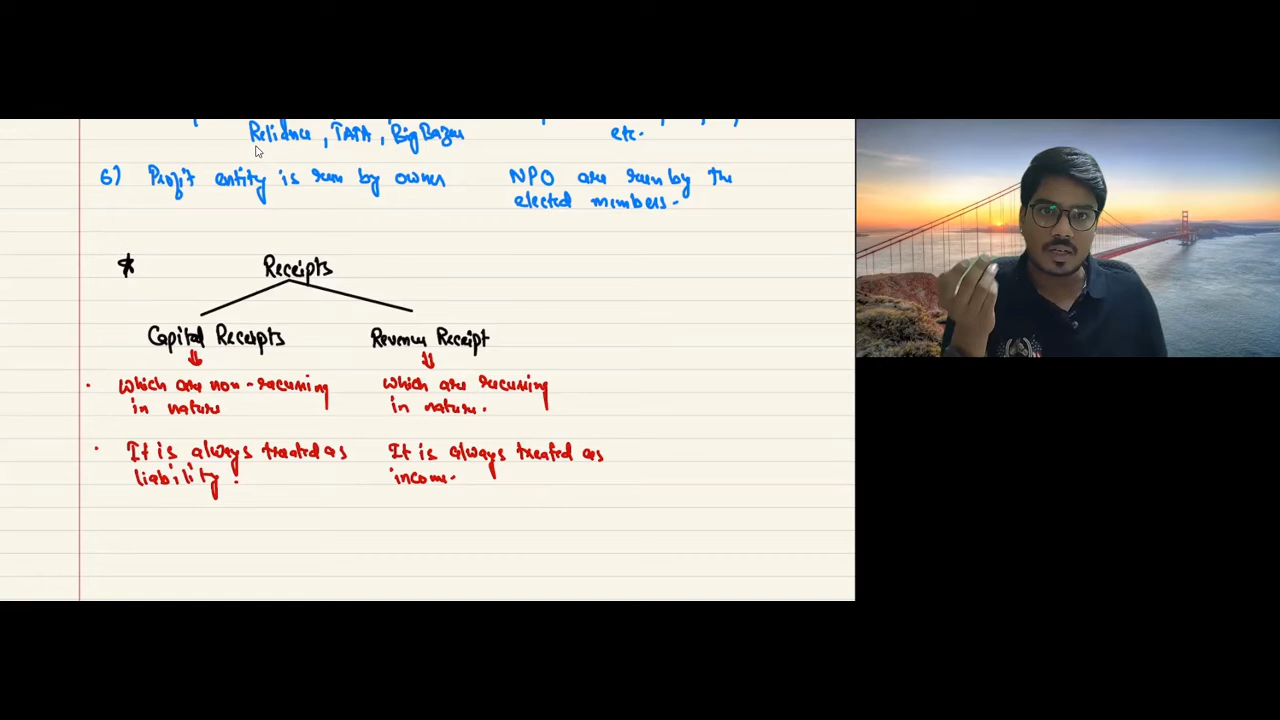 Reliance, TATA, Big Bazar
etc.
6) Profit entity is run by owner
NPO are run by the
elected members.
* Receipts
Capital Receipts
Revenue Receipt
• Which are non-recurring
in nature
which are recurring
in nature.
• It is always treated as
liability.
It is always treated as
income.